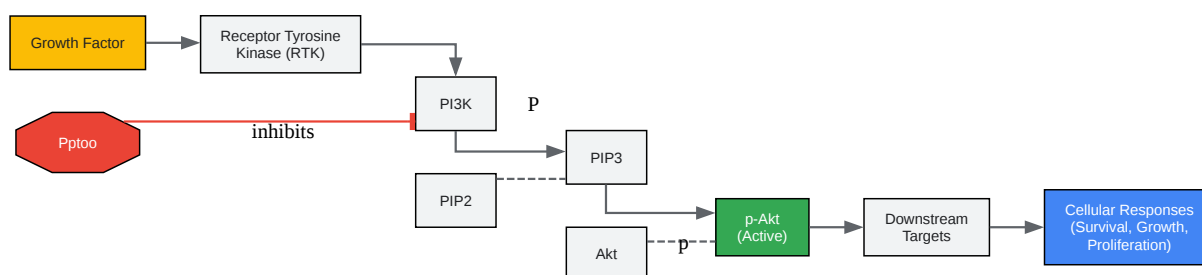 Growth Factor
Receptor Tyrosine
Kinase (RTK)
PI3K
P
Pptoo
inhibits
PIP3
PIP2
p-Akt
(Active)
Akt
p
Downstream
Targets
Cellular Responses
(Survival, Growth,
Proliferation)